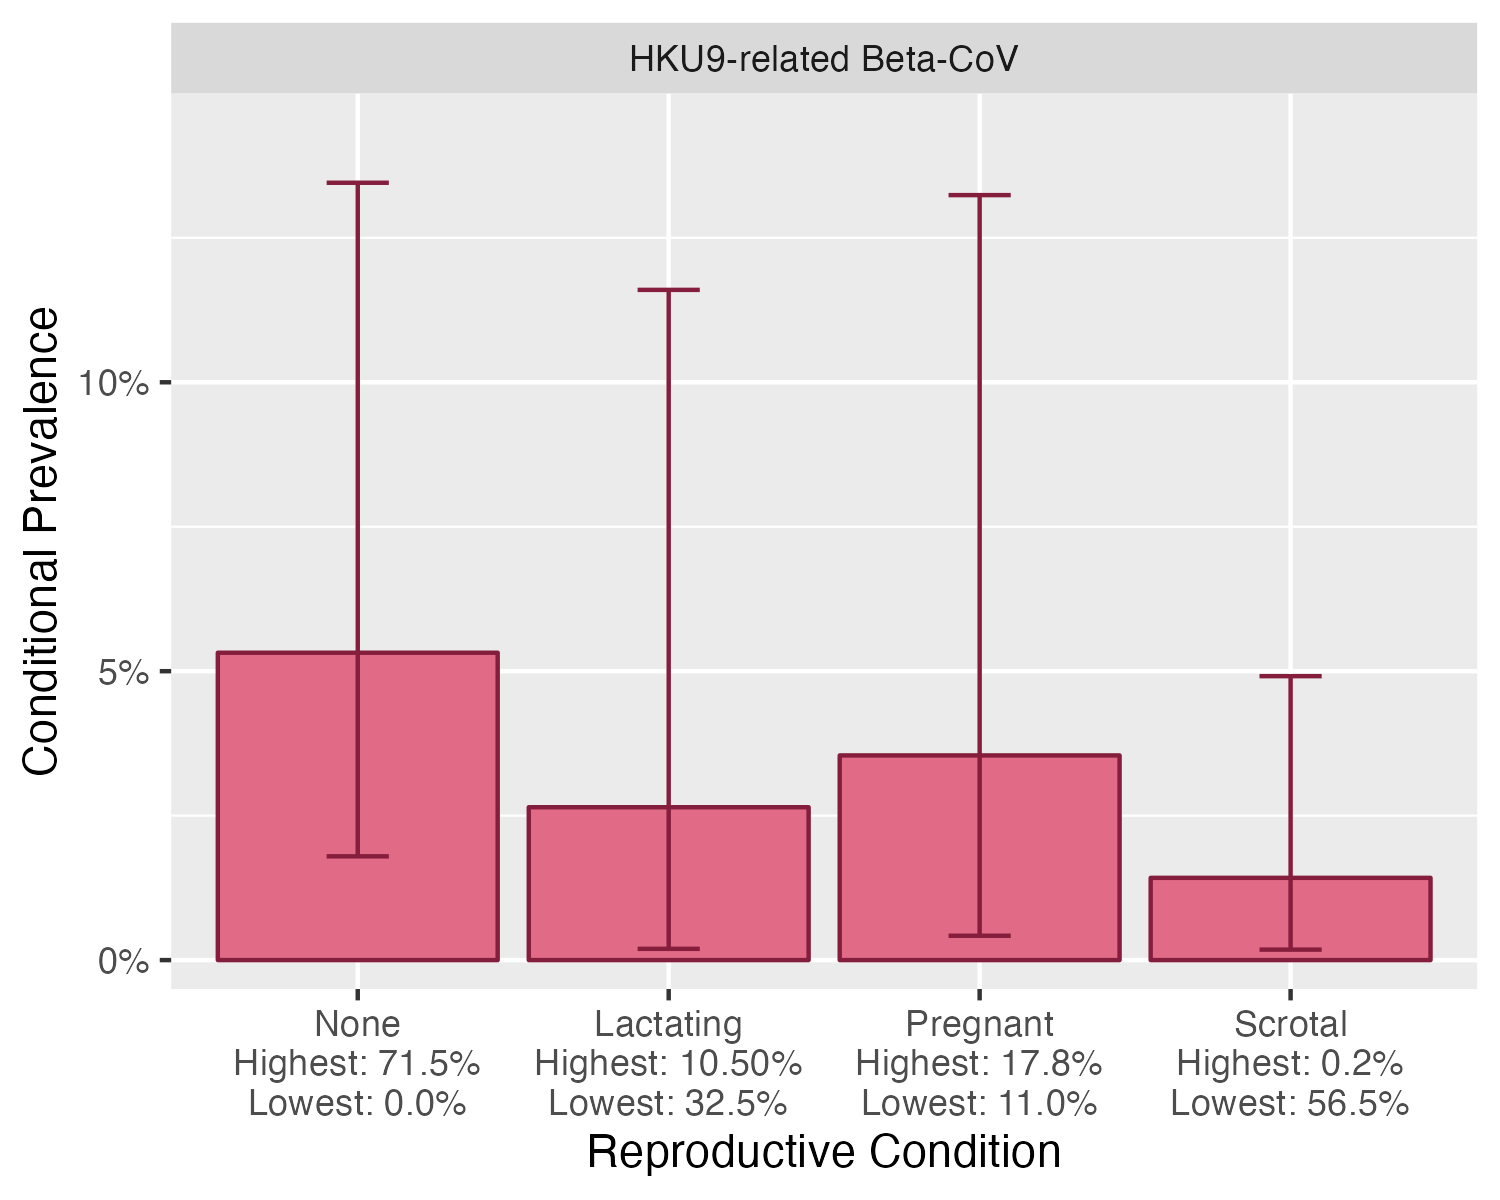 HKU9-related Beta-CoV
Conditional Prevalence
10%
5%
0%
None
Highest: 71.5%
Lowest: 0.0%
Lactating
Highest: 10.50%
Lowest: 32.5%
Pregnant
Highest: 17.8%
Lowest: 11.0%
Scrotal
Highest: 0.2%
Lowest: 56.5%
Reproductive Condition